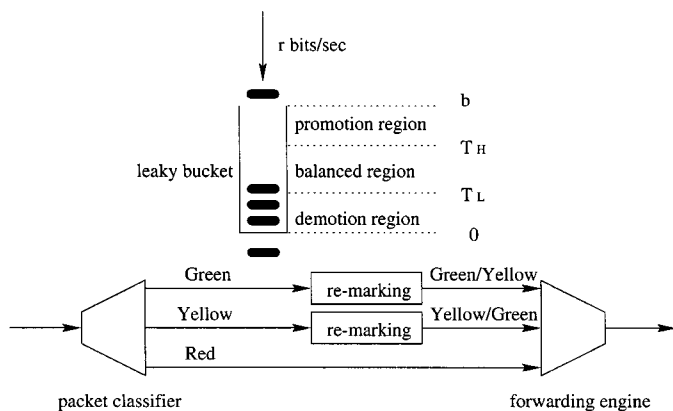 r bits/sec
b
promotion region
T H
leaky bucket
balanced region
T L
demotion region
0
Green
Green/Yellow
re-marking
Yellow
Yellow/Green
re-marking
Red
packet classifier
forwarding engine